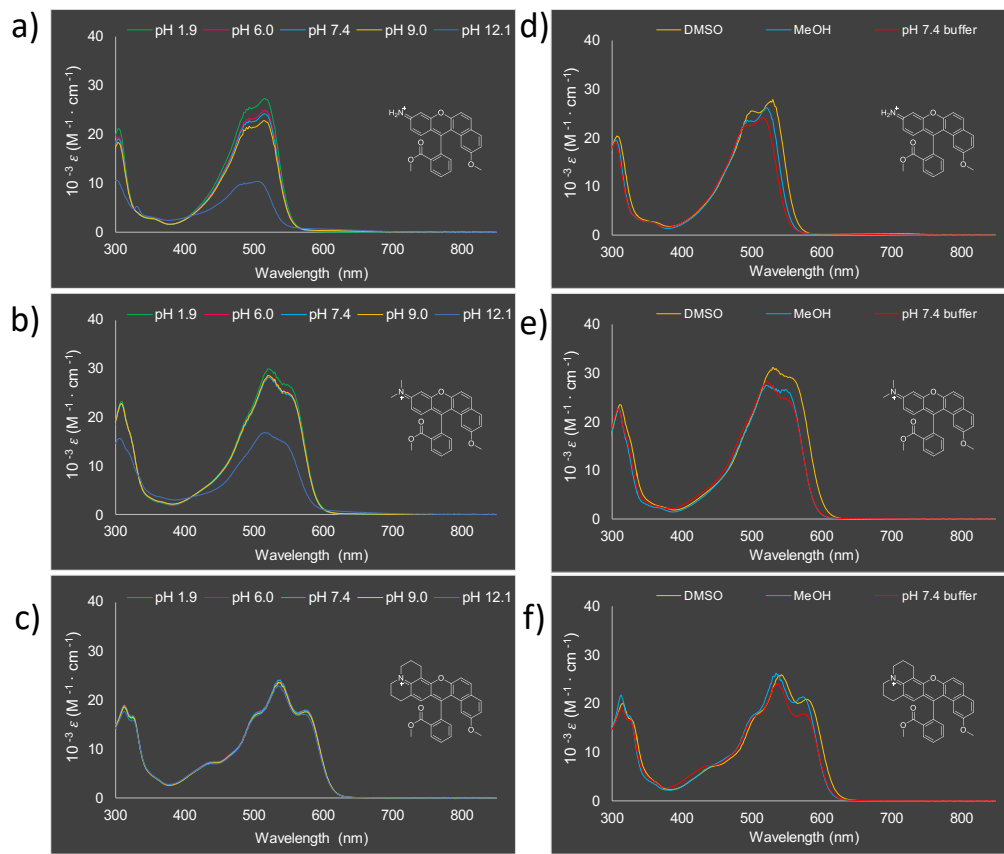 a)
pH 1.9 pH 6.0 pH 7.4 pH 9.0 pH 12.1
10⁻³ ε (M⁻¹ · cm⁻¹)
40
30
20
10
0
300 400 500 600 700 800
Wavelength (nm)
H₂N
+
O
O
O
O
d)
DMSO MeOH pH 7.4 buffer
10⁻³ ε (M⁻¹ · cm⁻¹)
40
30
20
10
0
300 400 500 600 700 800
Wavelength (nm)
H₂N
+
O
O
O
O
b)
pH 1.9 pH 6.0 pH 7.4 pH 9.0 pH 12.1
10⁻³ ε (M⁻¹ · cm⁻¹)
40
30
20
10
0
300 400 500 600 700 800
Wavelength (nm)
N
+
O
O
O
O
e)
DMSO MeOH pH 7.4 buffer
10⁻³ ε (M⁻¹ · cm⁻¹)
40
30
20
10
0
300 400 500 600 700 800
Wavelength (nm)
N
+
O
O
O
O
c)
pH 1.9 pH 6.0 pH 7.4 pH 9.0 pH 12.1
10⁻³ ε (M⁻¹ · cm⁻¹)
40
30
20
10
0
300 400 500 600 700 800
Wavelength (nm)
N
+
O
O
O
O
f)
DMSO MeOH pH 7.4 buffer
10⁻³ ε (M⁻¹ · cm⁻¹)
40
30
20
10
0
300 400 500 600 700 800
Wavelength (nm)
N
+
O
O
O
O